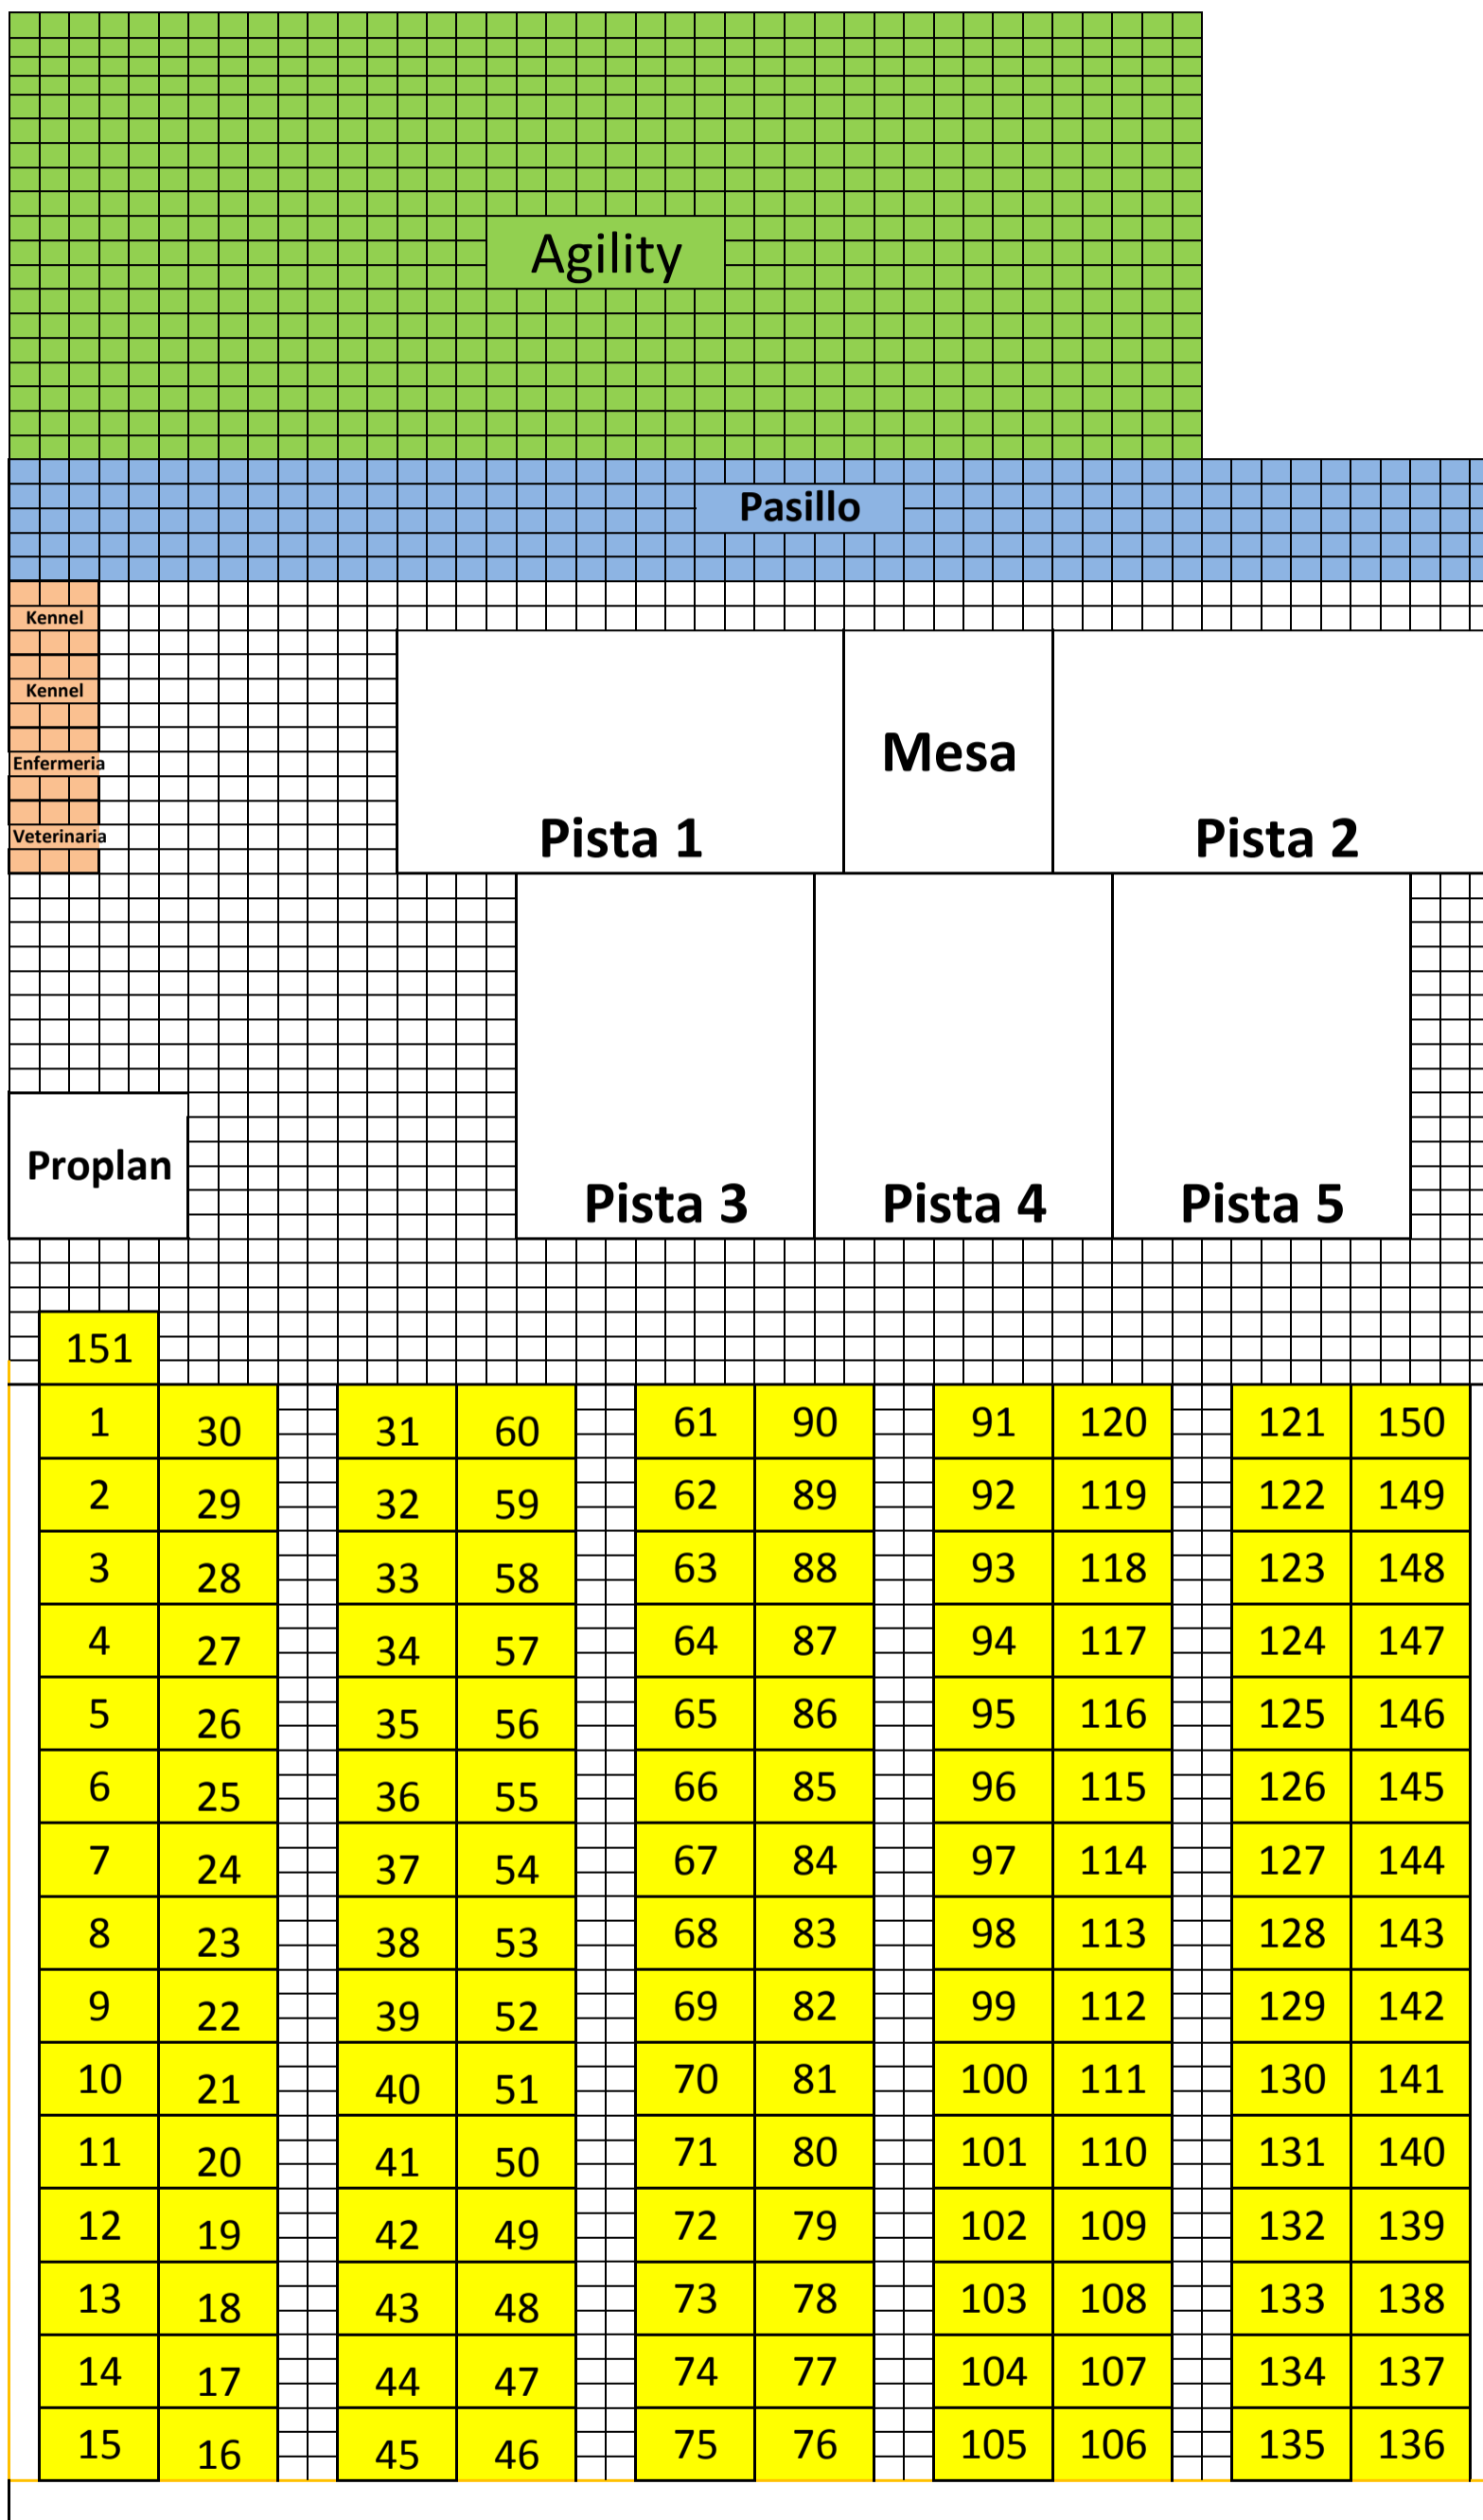 Agility
Pasillo
Kennel
Kennel
Mesa
Enfermeria
Veterinaria
Pista 1 Pista 2
Proplan
Pista 3 Pista 4 Pista 5
151
1 30 31 60 61 90 91 120 121 150
2 29 32 59 62 89 92 119 122 149
3 28 33 58 63 88 93 118 123 148
4 27 34 57 64 87 94 117 124 147
5 26 35 56 65 86 95 116 125 146
6 25 36 55 66 85 96 115 126 145
7 24 37 54 67 84 97 114 127 144
8 23 38 53 68 83 98 113 128 143
9 22 39 52 69 82 99 112 129 142
10 21 40 51 70 81 100 111 130 141
11 20 41 50 71 80 101 110 131 140
12 19 42 49 72 79 102 109 132 139
13 18 43 48 73 78 103 108 133 138
14 17 44 47 74 77 104 107 134 137
15 16 45 46 75 76 105 106 135 136